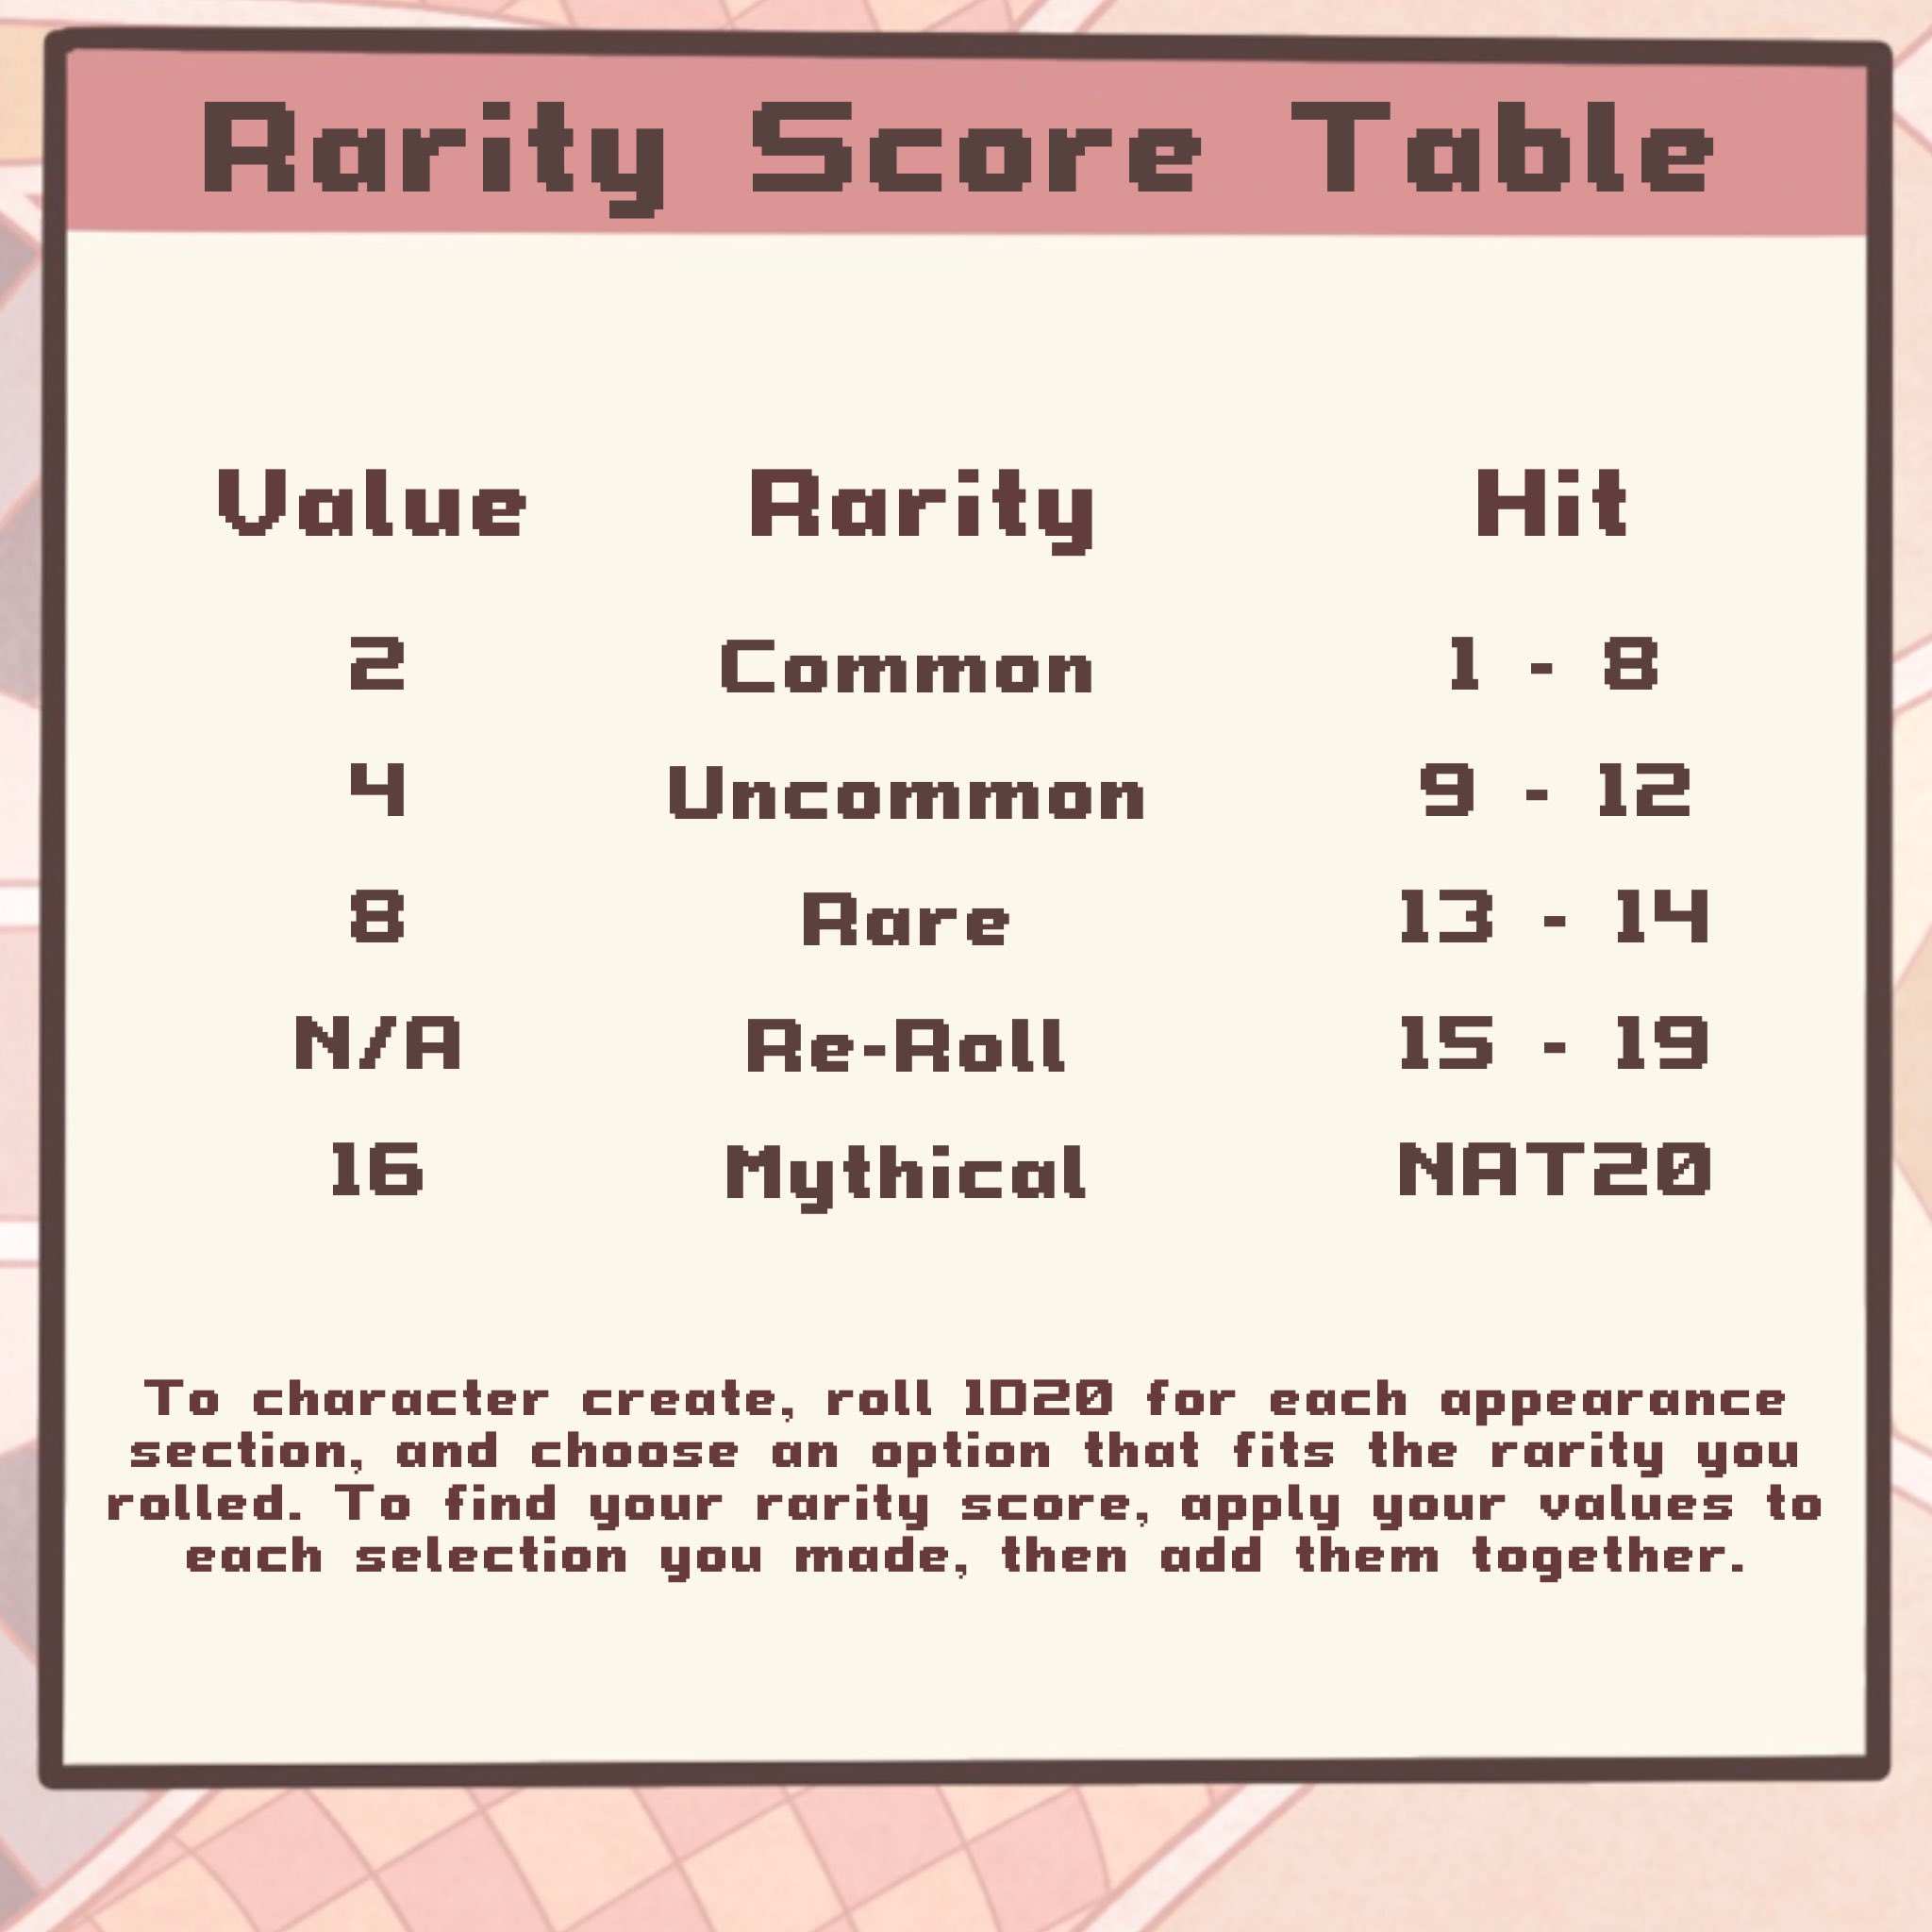 Rarity Score Table
Value Rarity Hit
2 Common 1 - 8
4 Uncommon 9 - 12
8 Rare 13 - 14
N/A Re-Roll 15 - 19
16 Mythical NAT20
To character create, roll 1D20 for each appearance
section, and choose an option that fits the rarity you
rolled. To find your rarity score, apply your values to
each selection you made, then add them together.